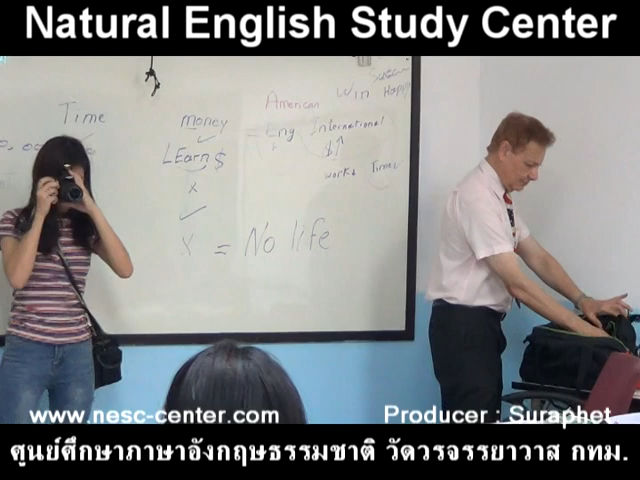 Natural English Study Center
Time
money
American
Win Happy
= Eng International
LEarn $
works Times
X
X = No life
www.nesc-center.com
Producer : Suraphet.
ศูนย์ศึกษาภาษาอังกฤษธรรมชาติ วัดวรจรรยาวาส กทม.